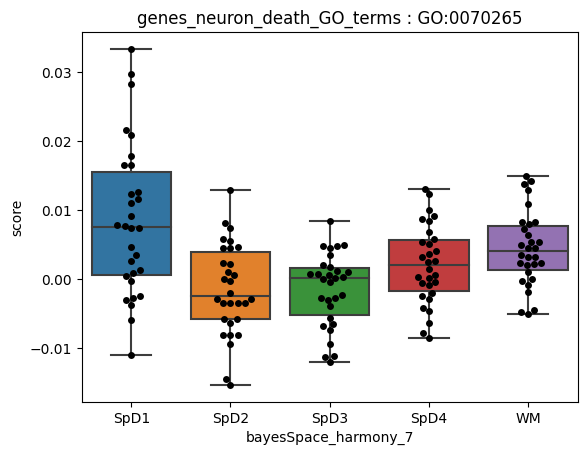 genes_neuron_death_GO_terms : GO:0070265
score
0.03
0.02
0.01
0.00
−0.01
SpD1 SpD2 SpD3 SpD4 WM
bayesSpace_harmony_7